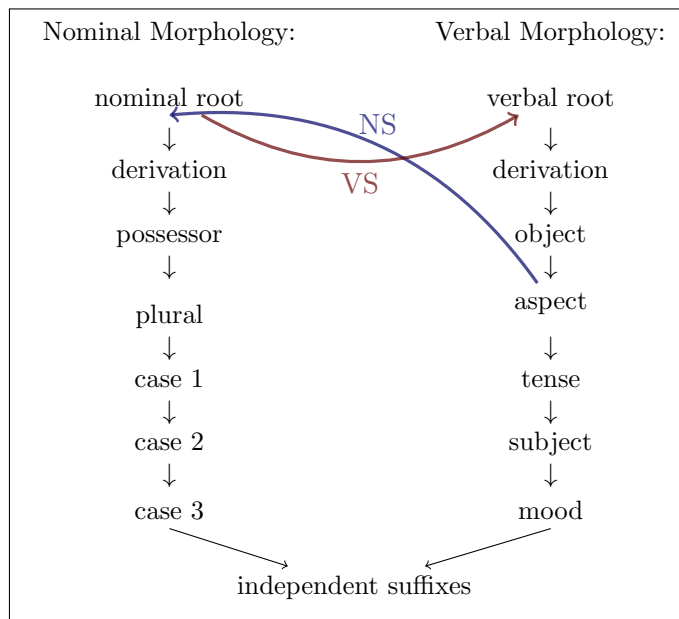 Nominal Morphology:
Verbal Morphology:
nominal root
verbal root
NS
VS
derivation
derivation
possessor
object
plural
aspect
case 1
tense
case 2
subject
case 3
mood
independent suffixes